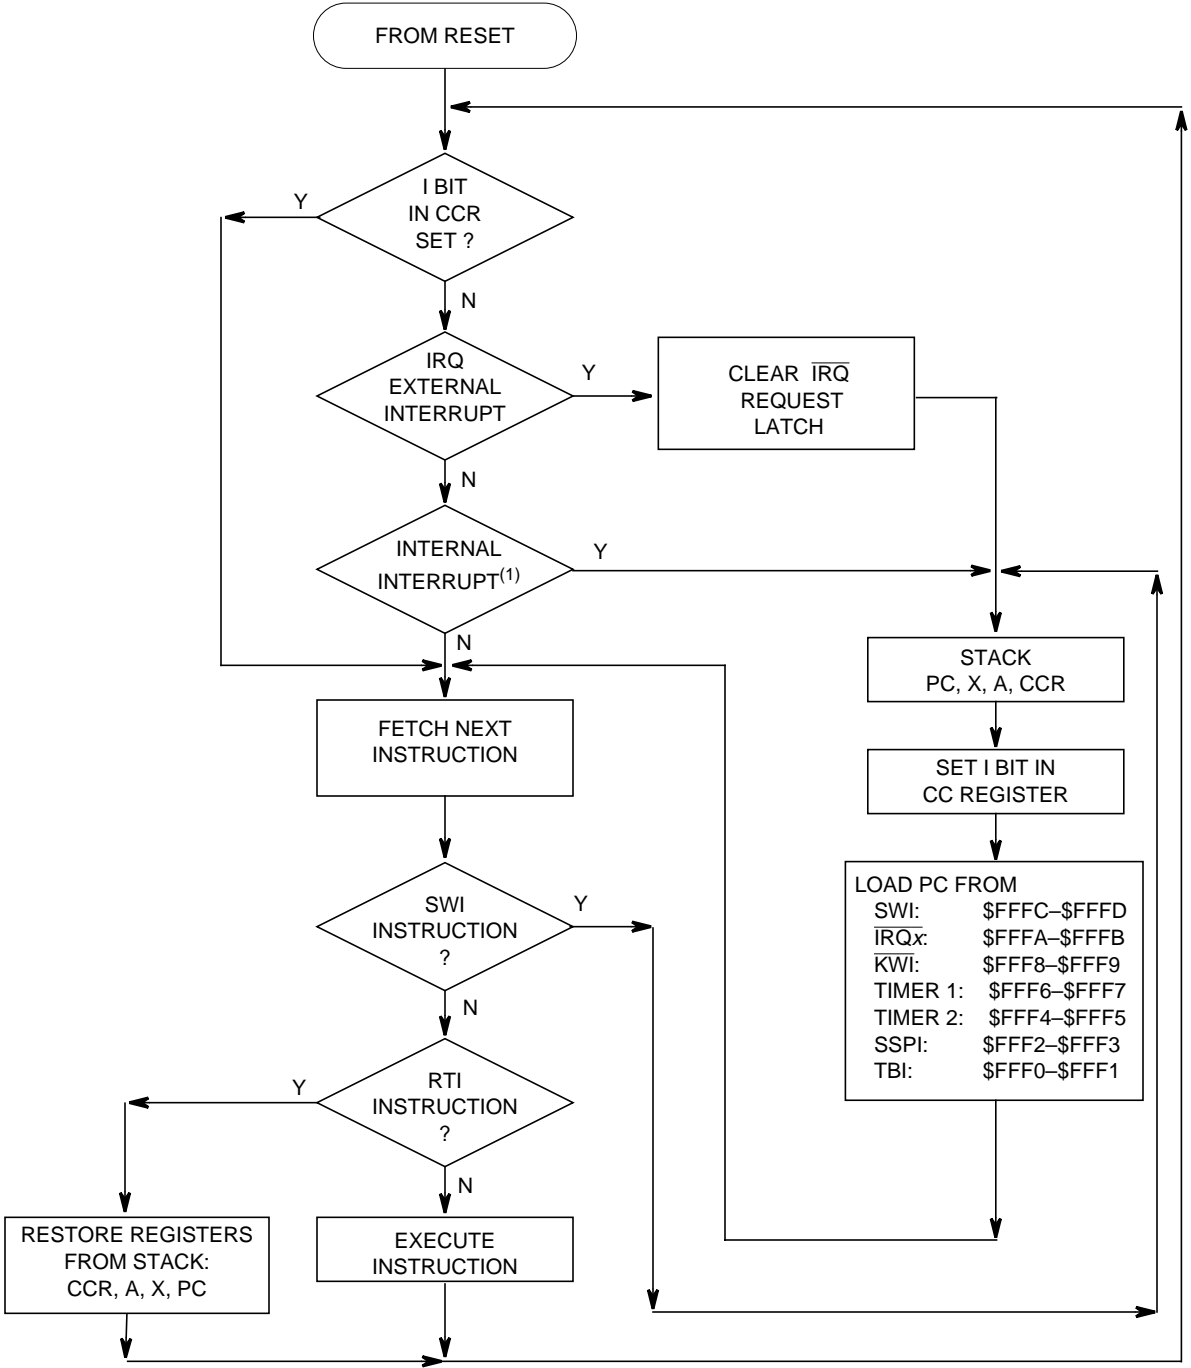 FROM RESET
Y
I BIT
IN CCR
SET ?
N
IRQ
EXTERNAL
INTERRUPT
Y
CLEAR IRQ
REQUEST
LATCH
N
INTERNAL
INTERRUPT(1)
Y
N
STACK
PC, X, A, CCR
FETCH NEXT
INSTRUCTION
SET I BIT IN
CC REGISTER
SWI
INSTRUCTION
?
Y
LOAD PC FROM
SWI: $FFFC–$FFFD
IRQx: $FFFA–$FFFB
KWI: $FFF8–$FFF9
TIMER 1: $FFF6–$FFF7
TIMER 2: $FFF4–$FFF5
SSPI: $FFF2–$FFF3
TBI: $FFF0–$FFF1
N
Y
RTI
INSTRUCTION
?
N
RESTORE REGISTERS
FROM STACK:
CCR, A, X, PC
EXECUTE
INSTRUCTION